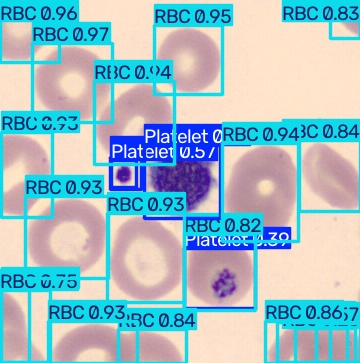 RBC 0.96
RBC 0.95
RBC 0.83
RBC 0.97
RBC 0.94
RBC 0.93
Platelet 0.57
RBC 0.94
0.84
RBC 0.93
RBC 0.93
RBC 0.82
Platelet 0.39
RBC 0.75
RBC 0.93
0.84
RBC 0.86